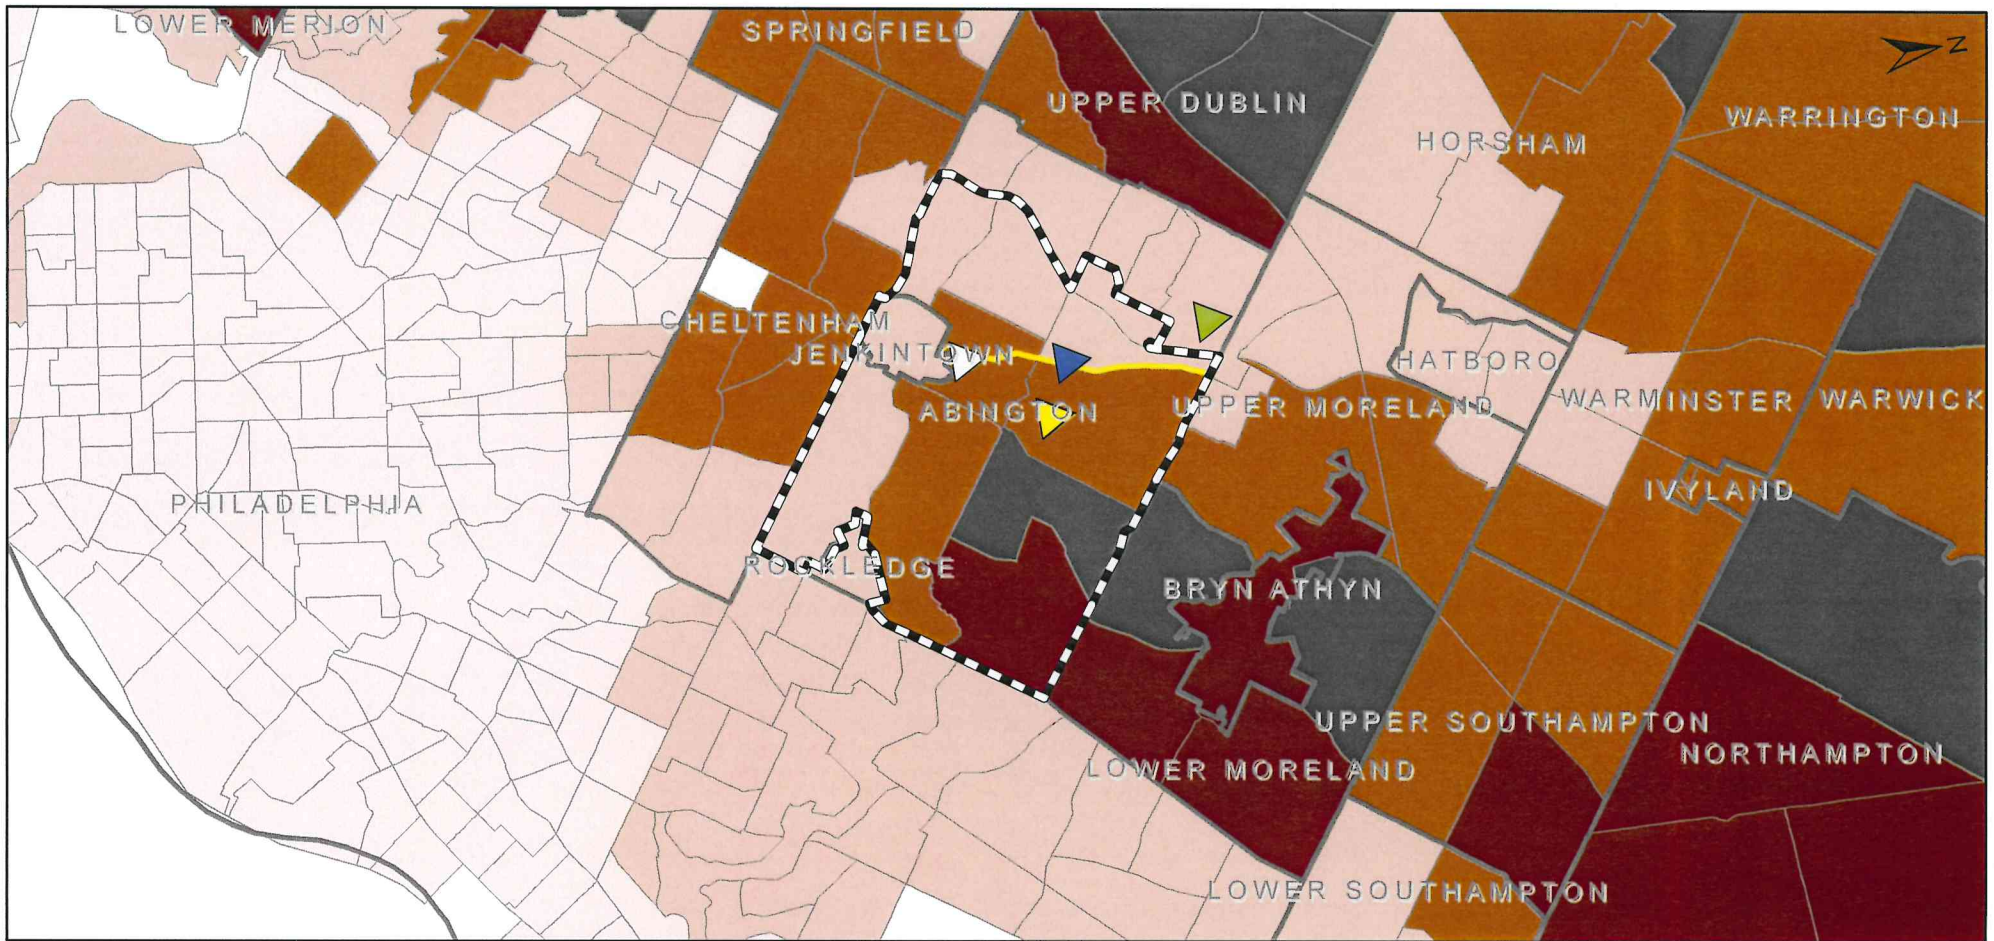 LOWER MERION
SPRINGFIELD
Z
UPPER DUBLIN
WARRINGTON
HORSHAM
CHELTENHAM
JENKINTOWN
HATBORO
ABINGTON
UPPER MORELAND
WARMINSTER
WARWICK
IVYLAND
PHILADELPHIA
ROCKLEDGE
BRYN ATHYN
UPPER SOUTHAMPTON
NORTHAMPTON
LOWER MORELAND
LOWER SOUTHAMPTON